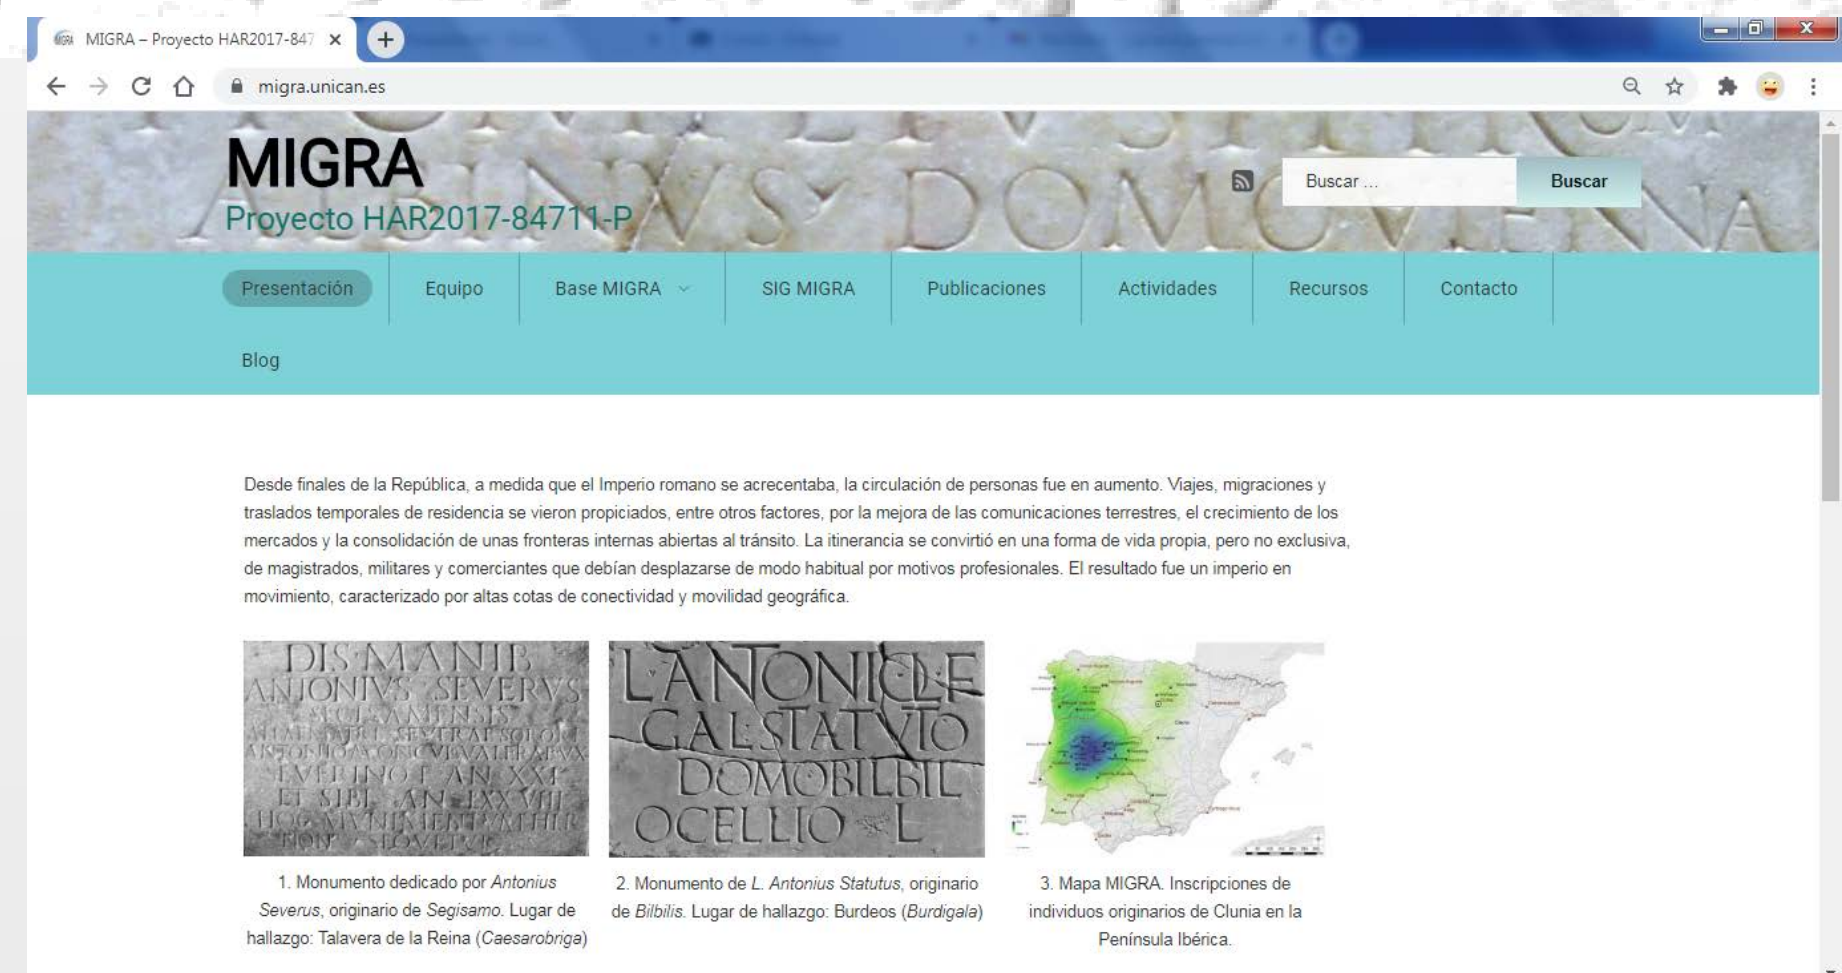 MIGRA – Proyecto HAR2017-847
migra.unican.es
MIGRA
Proyecto HAR2017-84711-P
Buscar ...
Buscar
Presentación
Equipo
Base MIGRA
SIG MIGRA
Publicaciones
Actividades
Recursos
Contacto
Blog
Desde finales de la República, a medida que el Imperio romano se acrecentaba, la circulación de personas fue en aumento. Viajes, migraciones y
traslados temporales de residencia se vieron propiciados, entre otros factores, por la mejora de las comunicaciones terrestres, el crecimiento de los
mercados y la consolidación de unas fronteras internas abiertas al tránsito. La itinerancia se convirtió en una forma de vida propia, pero no exclusiva,
de magistrados, militares y comerciantes que debían desplazarse de modo habitual por motivos profesionales. El resultado fue un imperio en
movimiento, caracterizado por altas cotas de conectividad y movilidad geográfica.
DIS MANIB
ANTONIVS SEVERVS
L ANTONIO L F
GAL STATVTO
DOMO BILBIL
OCELLIO L
1. Monumento dedicado por Antonius
Severus, originario de Segisamo. Lugar de
hallazgo: Talavera de la Reina (Caesarobriga)
2. Monumento de L. Antonius Statutus, originario
de Bilbilis. Lugar de hallazgo: Burdeos (Burdigala)
3. Mapa MIGRA. Inscripciones de
individuos originarios de Clunia en la
Península Ibérica.